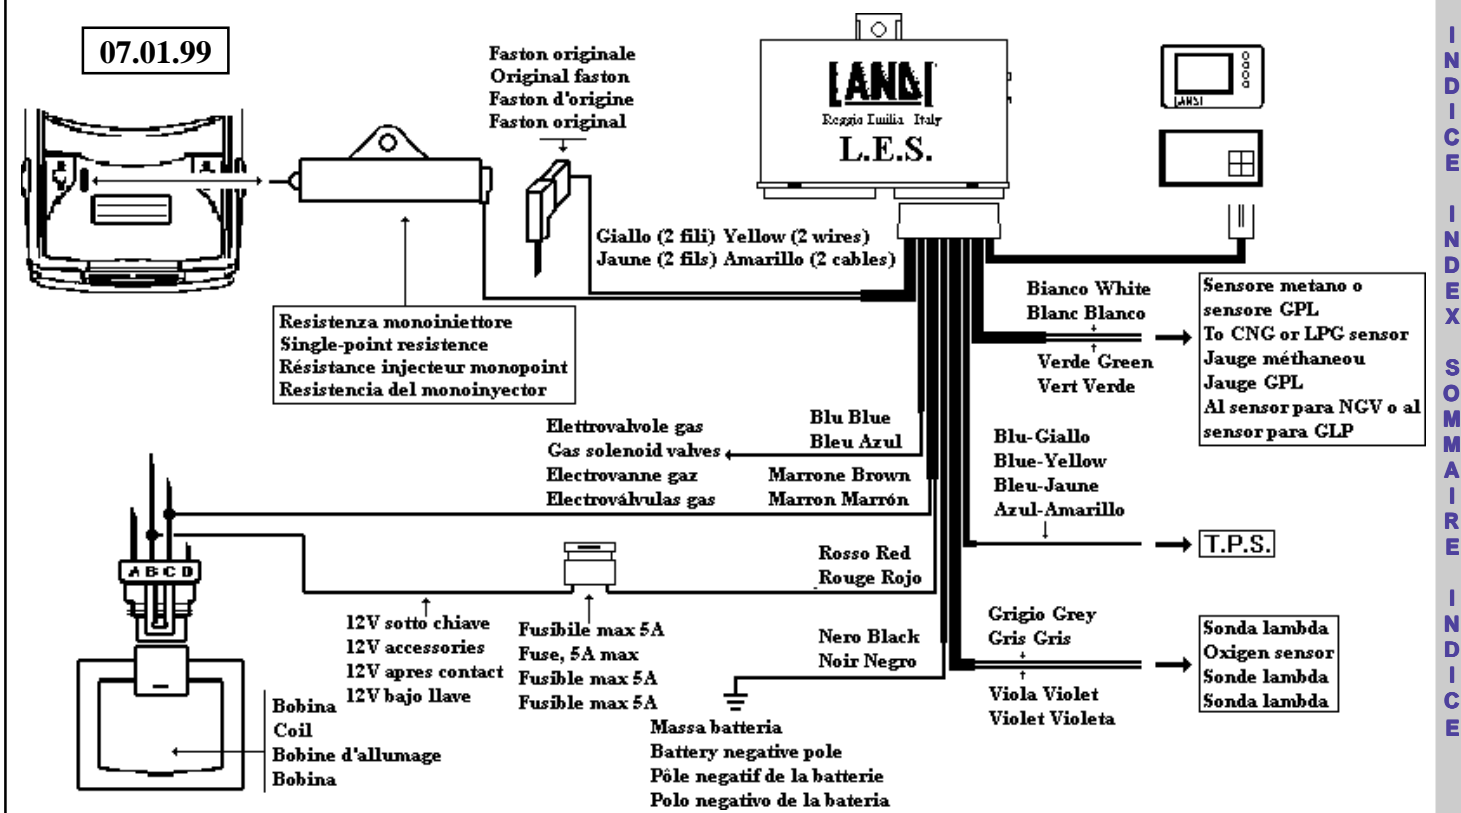 07.01.99
Faston originale
Original faston
Faston d'origine
Faston original
LANDI
Reggio Emilia Italy
L.E.S.
LANDI
Giallo (2 fili) Yellow (2 wires)
Jaune (2 fils) Amarillo (2 cables)
Resistenza monoiniettore
Single-point resistence
Résistance injecteur monopoint
Resistencia del monoinyector
Bianco White
Blanc Blanco
Verde Green
Vert Verde
Sensore metano o
sensore GPL
To CNG or LPG sensor
Jauge méthaneou
Jauge GPL
Al sensor para NGV o al
sensor para GLP
Elettrovalvole gas
Gas solenoid valves
Electrovanne gaz
Electroválvulas gas
Blu Blue
Bleu Azul
Marrone Brown
Marron Marrón
Blu-Giallo
Blue-Yellow
Bleu-Jaune
Azul-Amarillo
T.P.S.
A B C D
Rosso Red
Rouge Rojo
12V sotto chiave
12V accessories
12V apres contact
12V bajo llave
Fusibile max 5A
Fuse, 5A max
Fusible max 5A
Fusible max 5A
Nero Black
Noir Negro
Grigio Grey
Gris Gris
Viola Violet
Violet Violeta
Sonda lambda
Oxigen sensor
Sonde lambda
Sonda lambda
Bobina
Coil
Bobine d'allumage
Bobina
Massa batteria
Battery negative pole
Pôle negatif de la batterie
Polo negativo de la bateria
INDICE INDEX SOMMAIRE INDICE